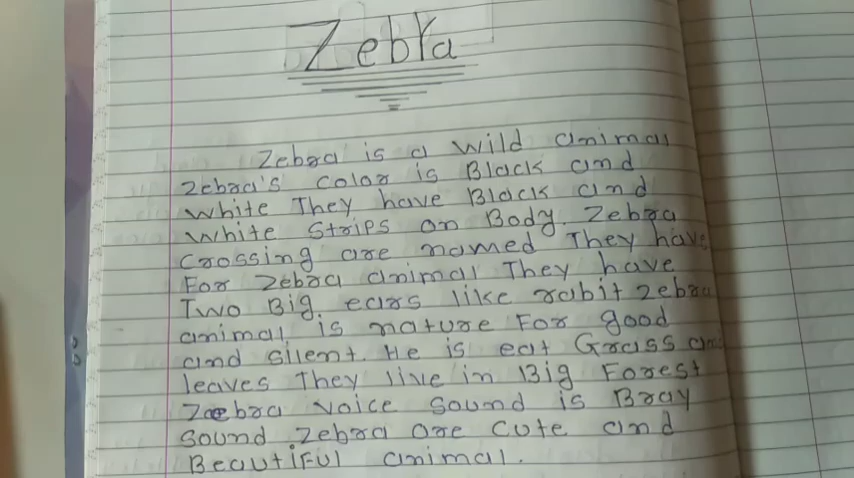 Zebra
Zebra is a wild animal
Zebra's color is Black and
white They have Black and
white Strips on Body. Zebra
Crossing are named They have
For Zebra animal They have
Two Big. ears like rabit zebra
animal is nature For good
and silent. He is eat Grass and
leaves They live in Big Forest
Zaebra voice sound is Bray
sound zebra are cute and
Beautiful animal.